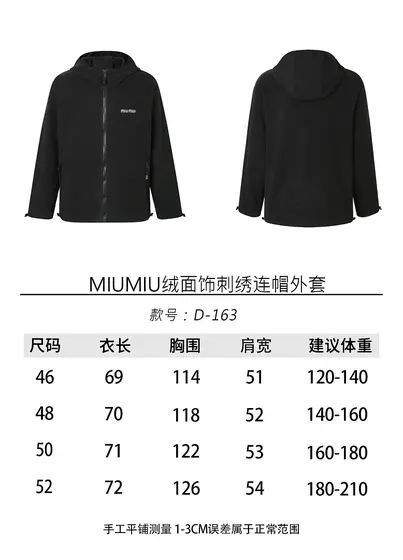 MIUMIU绒面饰刺绣连帽外套
款号：D-163
尺码 衣长 胸围 肩宽 建议体重
46 69 114 51 120-140
48 70 118 52 140-160
50 71 122 53 160-180
52 72 126 54 180-210
手工平铺测量 1-3CM误差属于正常范围